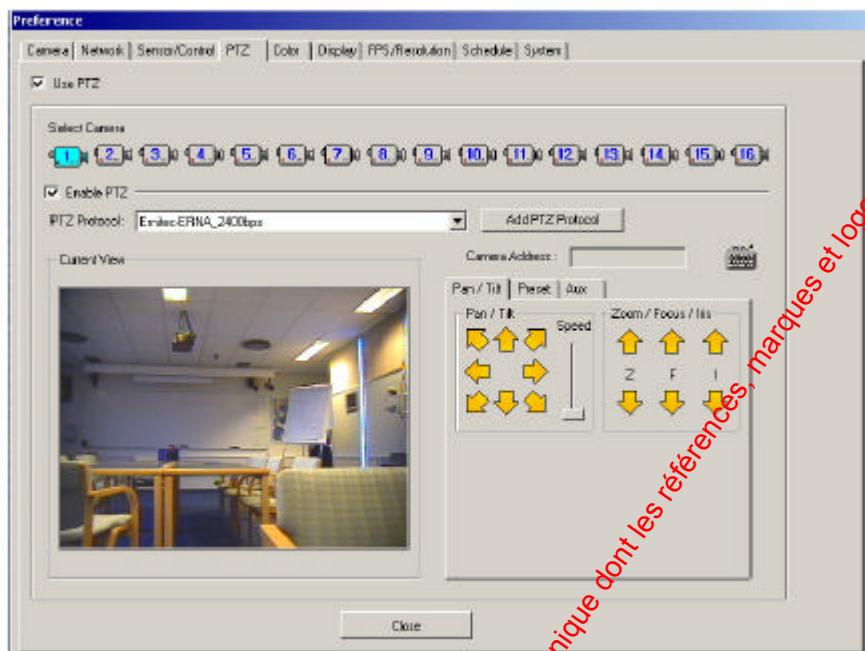 Preference
Camera Network Sensor/Control PTZ Color Display FPS/Resolution Schedule System
Use PTZ
Select Camera
1 2 3 4 5 6 7 8 9 10 11 12 13 14 15 16
Enable PTZ
PTZ Protocol: ERNA_2400bps Add PTZ Protocol
Current View
Camera Address :
Pan / Tilt Preset Aux
Pan / Tilt
Speed
Zoom / Focus / Iris
Z F I
Close
nique dont les références, marques et logo